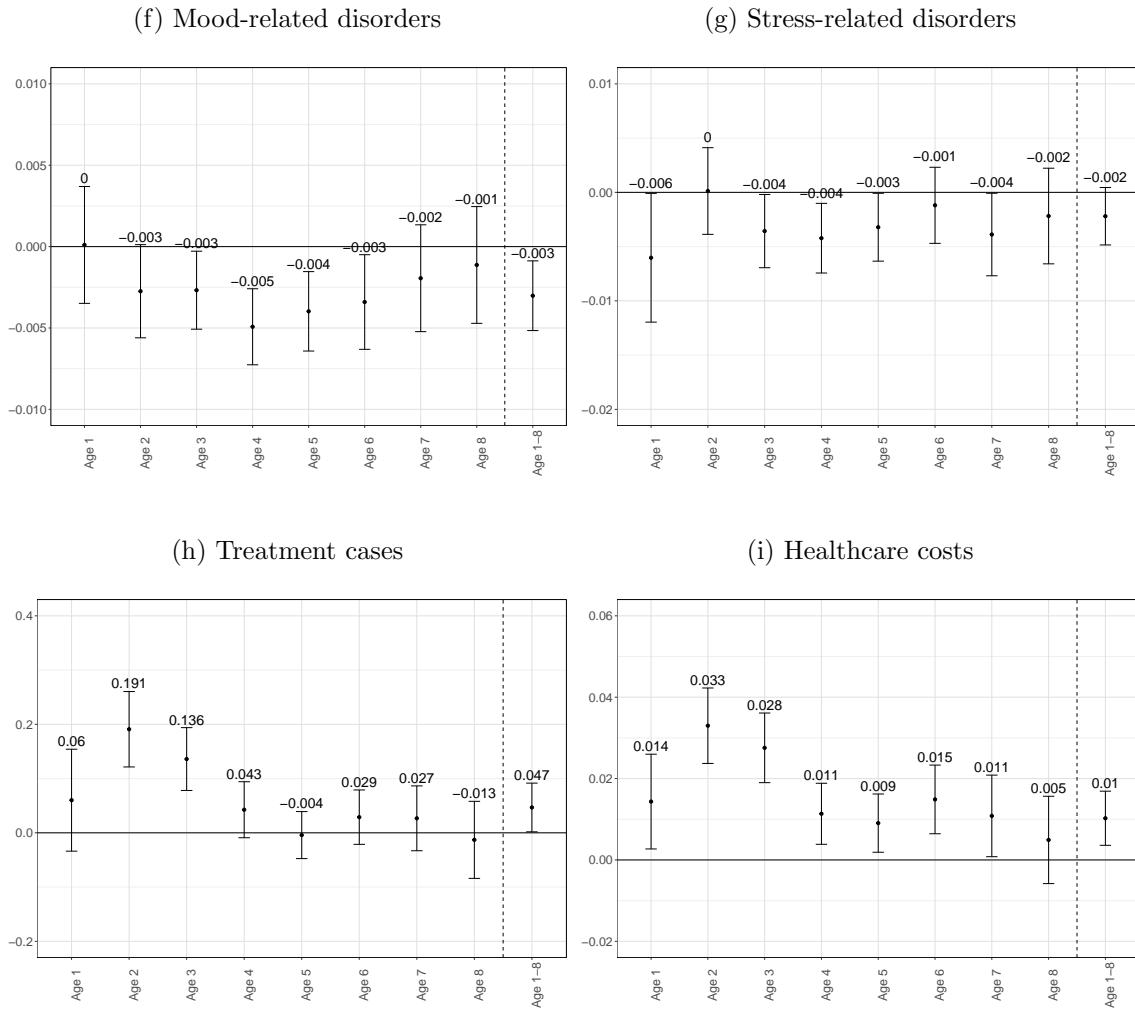 (f) Mood-related disorders
0.010
0.005
0.000
−0.005
−0.010
0
−0.003
−0.003
−0.005
−0.004
−0.003
−0.002
−0.001
−0.003
Age 1
Age 2
Age 3
Age 4
Age 5
Age 6
Age 7
Age 8
Age 1−8
(g) Stress-related disorders
0.01
0.00
−0.01
−0.02
−0.006
0
−0.004
−0.004
−0.003
−0.001
−0.004
−0.002
−0.002
Age 1
Age 2
Age 3
Age 4
Age 5
Age 6
Age 7
Age 8
Age 1−8
(h) Treatment cases
0.4
0.2
0.0
−0.2
0.06
0.191
0.136
0.043
−0.004
0.029
0.027
−0.013
0.047
Age 1
Age 2
Age 3
Age 4
Age 5
Age 6
Age 7
Age 8
Age 1−8
(i) Healthcare costs
0.06
0.04
0.02
0.00
−0.02
0.014
0.033
0.028
0.011
0.009
0.015
0.011
0.005
0.01
Age 1
Age 2
Age 3
Age 4
Age 5
Age 6
Age 7
Age 8
Age 1−8